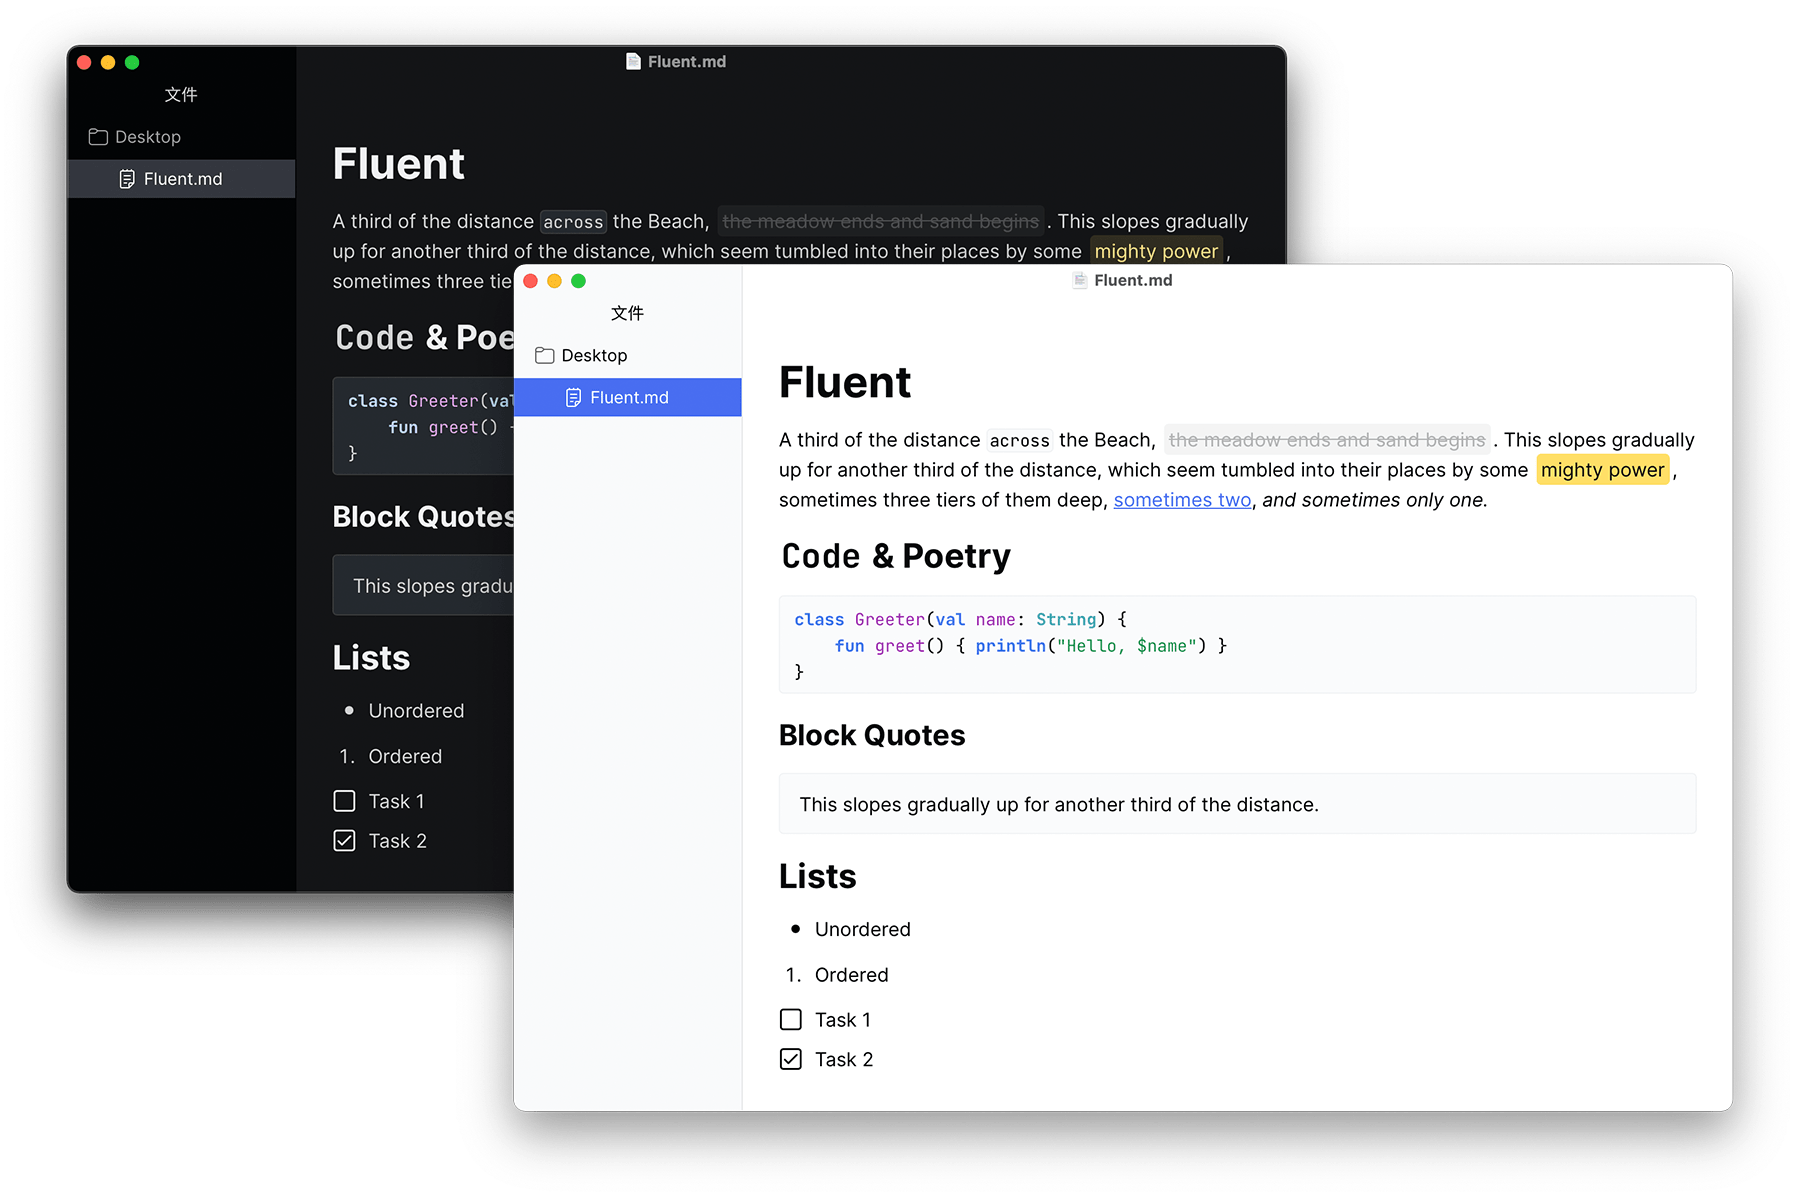 Fluent.md
文件
Desktop
Fluent.md
Fluent
A third of the distance across the Beach, the meadow ends and sand begins. This slopes gradually
up for another third of the distance, which seem tumbled into their places by some mighty power,
sometimes three tie
Code & Poe
class Greeter(val
fun greet()
}
Block Quotes
This slopes gradu
Lists
• Unordered
1. Ordered
Task 1
Task 2
Fluent.md
文件
Desktop
Fluent.md
Fluent
A third of the distance across the Beach, the meadow ends and sand begins. This slopes gradually
up for another third of the distance, which seem tumbled into their places by some mighty power,
sometimes three tiers of them deep, sometimes two, and sometimes only one.
Code & Poetry
class Greeter(val name: String) {
fun greet() { println("Hello, $name") }
}
Block Quotes
This slopes gradually up for another third of the distance.
Lists
• Unordered
1. Ordered
Task 1
Task 2